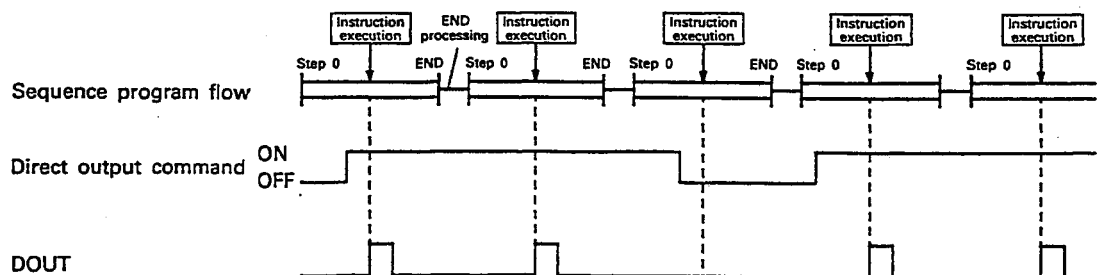 Instruction execution
END processing
Instruction execution
Instruction execution
Instruction execution
Instruction execution
Sequence program flow
Step 0
END
Step 0
END
Step 0
END
Step 0
Step 0
Direct output command
ON
OFF
DOUT